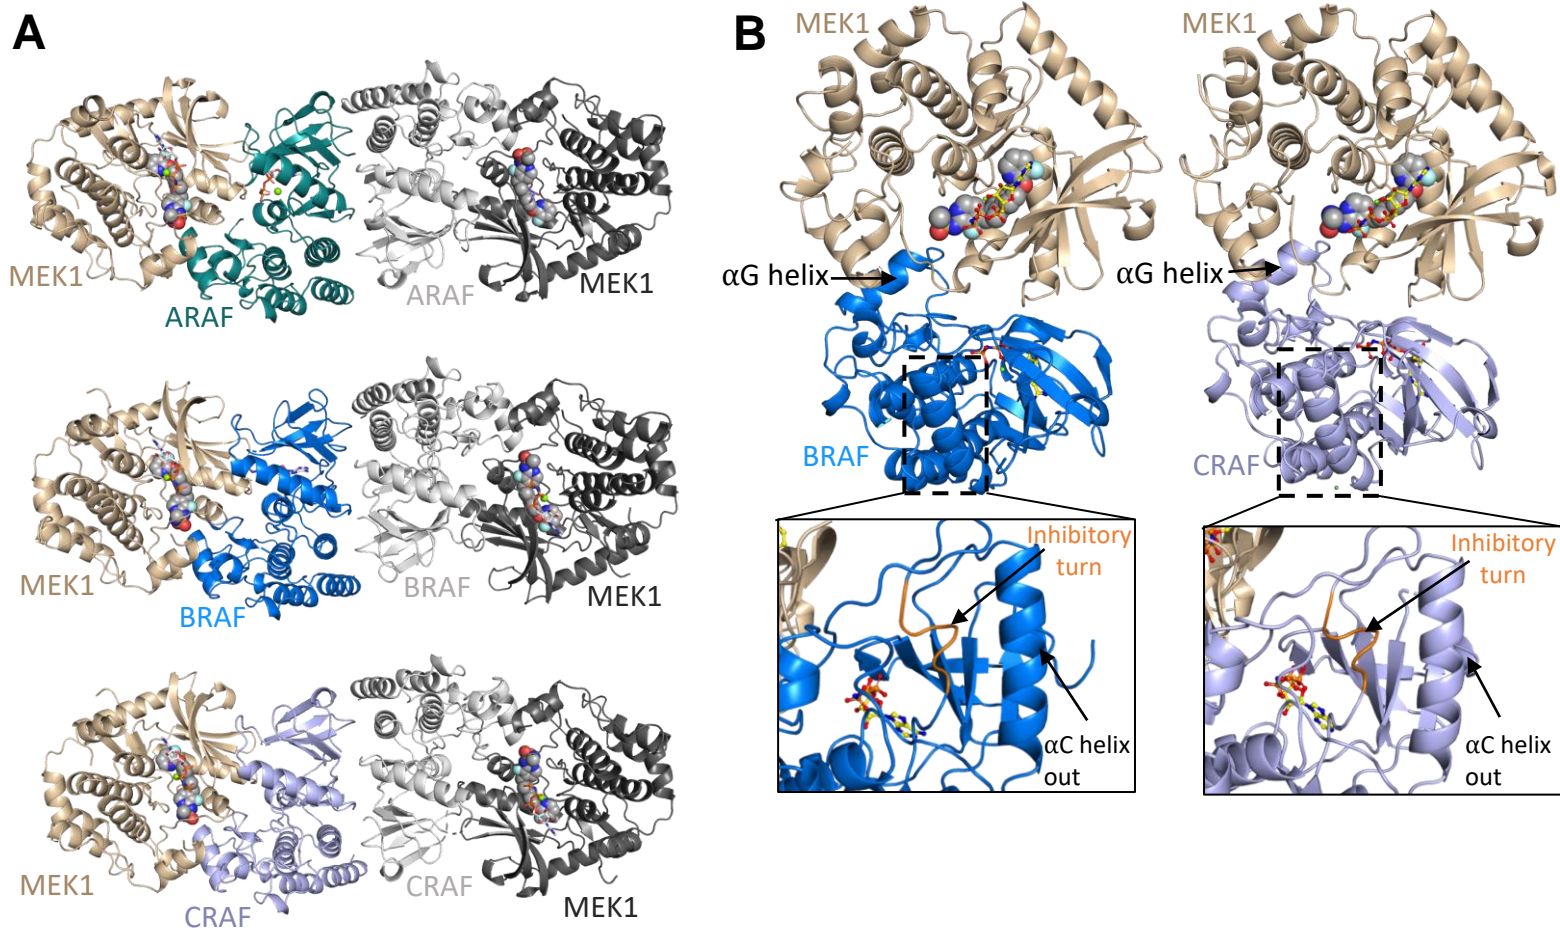 A
MEK1
ARAF
ARAF
MEK1
MEK1
BRAF
BRAF
MEK1
MEK1
CRAF
CRAF
MEK1
B
MEK1
αG helix
BRAF
Inhibitory
turn
αC helix
out
MEK1
αG helix
CRAF
Inhibitory
turn
αC helix
out